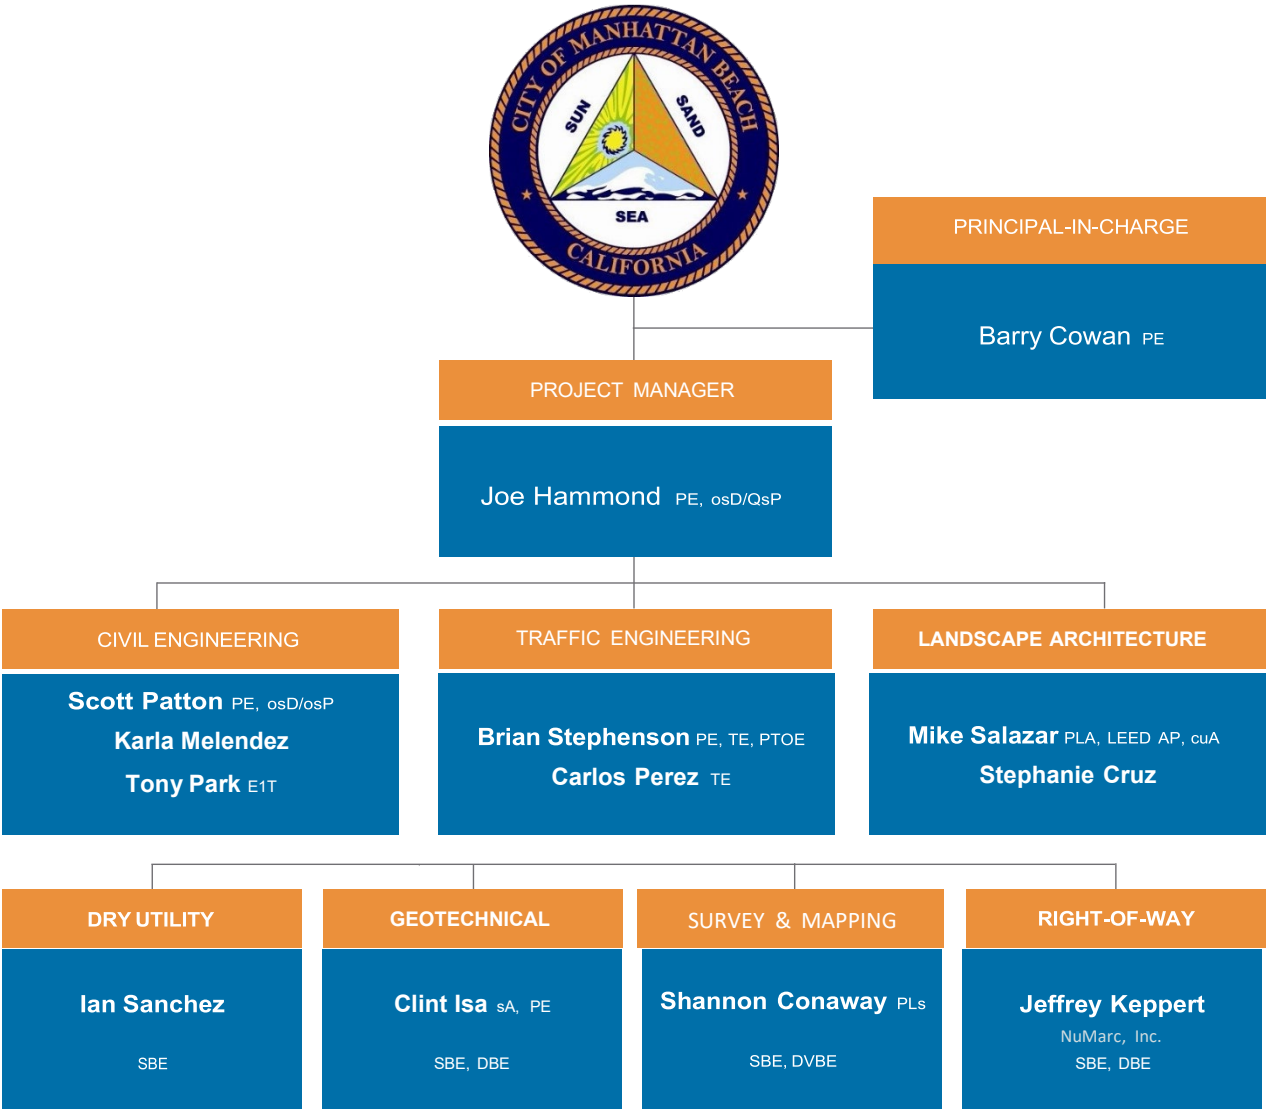 CITY OF MANHATTAN BEACH
SUN
SAND
SEA
CALIFORNIA
PRINCIPAL-IN-CHARGE
Barry Cowan PE
PROJECT MANAGER
Joe Hammond PE, osD/QsP
CIVIL ENGINEERING
Scott Patton PE, osD/osP
Karla Melendez
Tony Park E1T
TRAFFIC ENGINEERING
Brian Stephenson PE, TE, PTOE
Carlos Perez TE
LANDSCAPE ARCHITECTURE
Mike Salazar PLA, LEED AP, cuA
Stephanie Cruz
DRY UTILITY
Ian Sanchez
SBE
GEOTECHNICAL
Clint Isa sA, PE
SBE, DBE
SURVEY & MAPPING
Shannon Conaway PLs
SBE, DVBE
RIGHT-OF-WAY
Jeffrey Keppert
NuMarc, Inc.
SBE, DBE